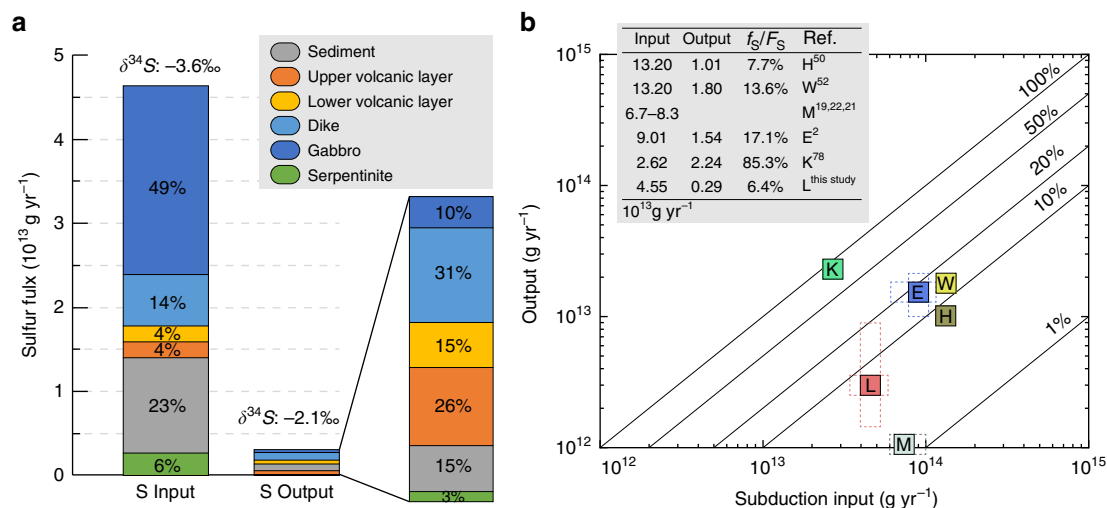 a
δ34S: –3.6‰
Sediment
Upper volcanic layer
Lower volcanic layer
Dike
Gabbro
Serpentinite
Sulfur fulx (10^13 g yr^–1)
5
4
3
2
1
0
49%
14%
4%
4%
23%
6%
δ34S: –2.1‰
10%
31%
15%
26%
15%
3%
S Input
S Output
b
Input Output fS/FS Ref.
13.20 1.01 7.7% H^50
13.20 1.80 13.6% W^52
6.7–8.3 M^19,22,21
9.01 1.54 17.1% E^2
2.62 2.24 85.3% K^78
4.55 0.29 6.4% L^this study
10^13g yr^–1
100%
50%
20%
10%
1%
K
E
W
H
L
M
Output (g yr^–1)
10^15
10^14
10^13
10^12
10^12 10^13 10^14 10^15
Subduction input (g yr^–1)